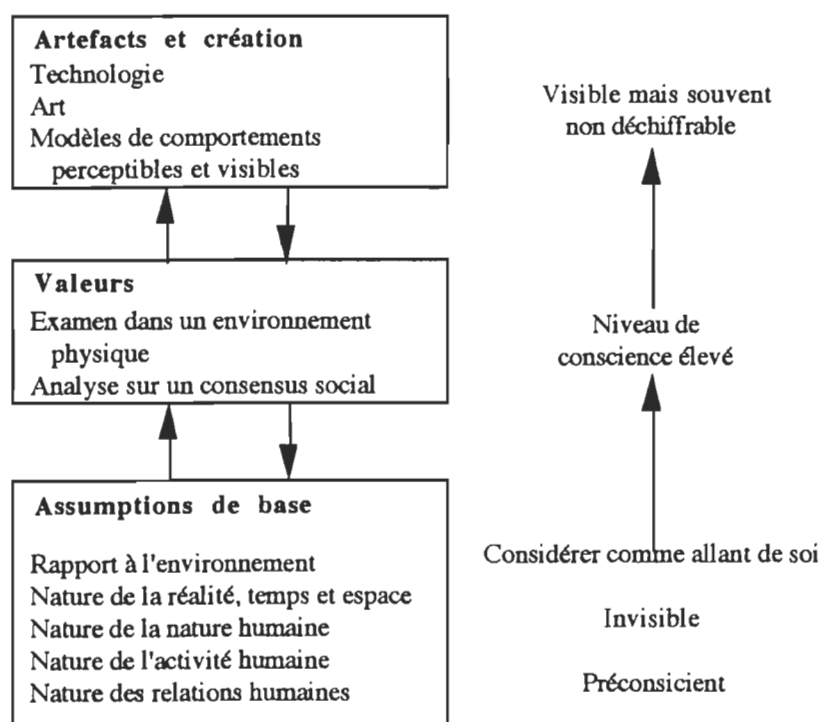 Artefacts et création
Technologie
Art
Modèles de comportements
perceptibles et visibles
Visible mais souvent
non déchiffrable
Valeurs
Examen dans un environnement
physique
Analyse sur un consensus social
Niveau de
conscience élevé
Assumptions de base
Rapport à l'environnement
Nature de la réalité, temps et espace
Nature de la nature humaine
Nature de l'activité humaine
Nature des relations humaines
Considérer comme allant de soi
Invisible
Préconsicient